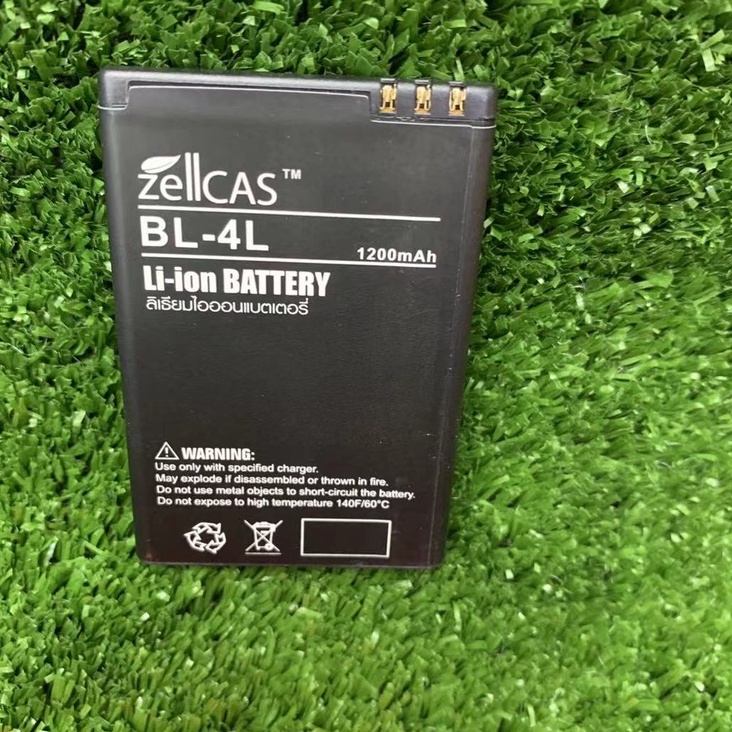 zellCAS™
BL-4L
1200mAh
Li-ion BATTERY
ลิเธียมไอออนแบตเตอรี่
WARNING:
Use only with specified charger.
May explode if disassembled or thrown in fire.
Do not use metal objects to short-circuit the battery.
Do not expose to high temperature 140F/60°C